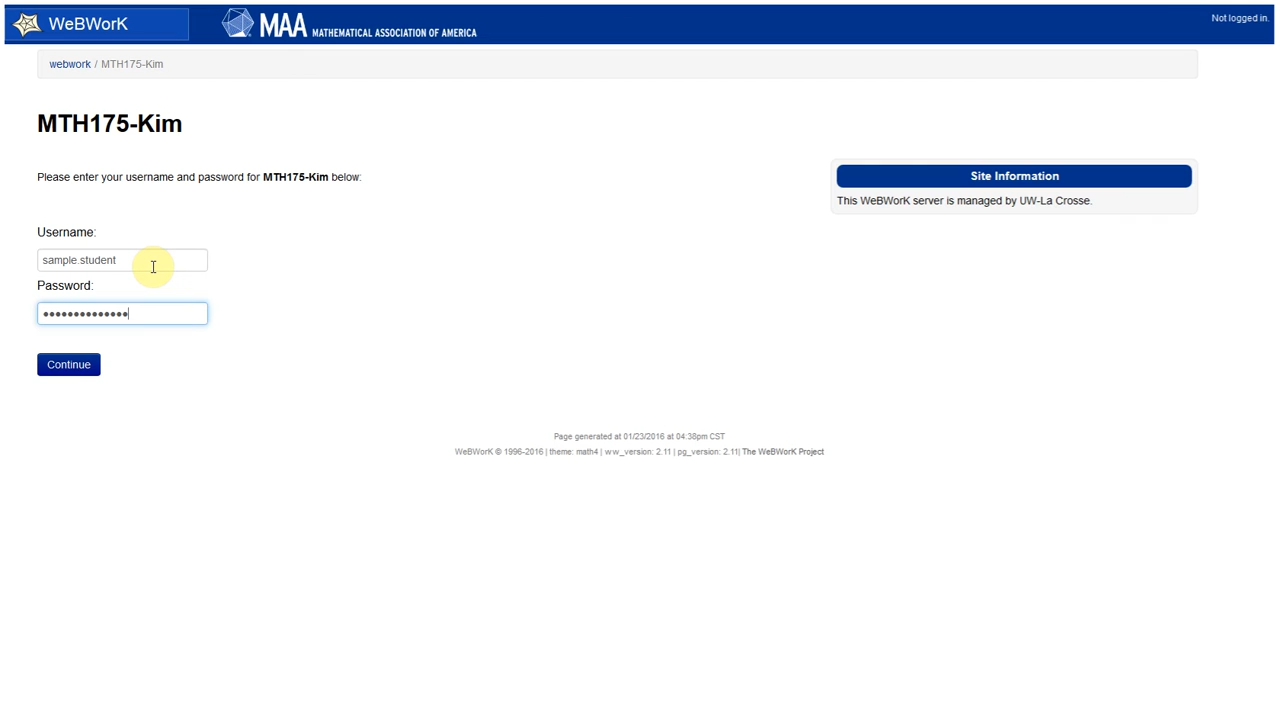 WeBWorK
MAA MATHEMATICAL ASSOCIATION OF AMERICA
Not logged in.
webwork / MTH175-Kim
MTH175-Kim
Please enter your username and password for MTH175-Kim below:
Site Information
This WeBWorK server is managed by UW-La Crosse.
Username:
sample.student
Password:
••••••••••••••
Continue
Page generated at 01/23/2016 at 04:38pm CST
WeBWorK © 1996-2016 | theme: math4 | ww_version: 2.11 | pg_version: 2.11| The WeBWorK Project